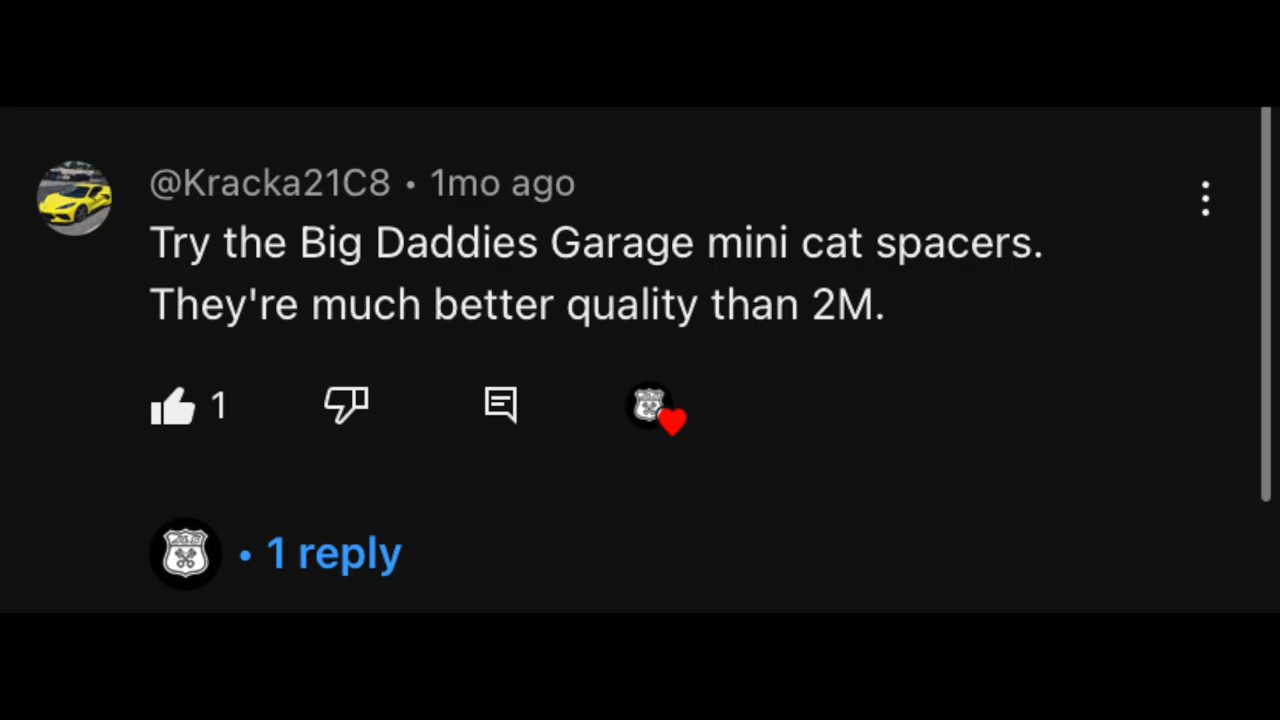 @Kracka21C8 • 1mo ago
Try the Big Daddies Garage mini cat spacers.
They're much better quality than 2M.
1
• 1 reply